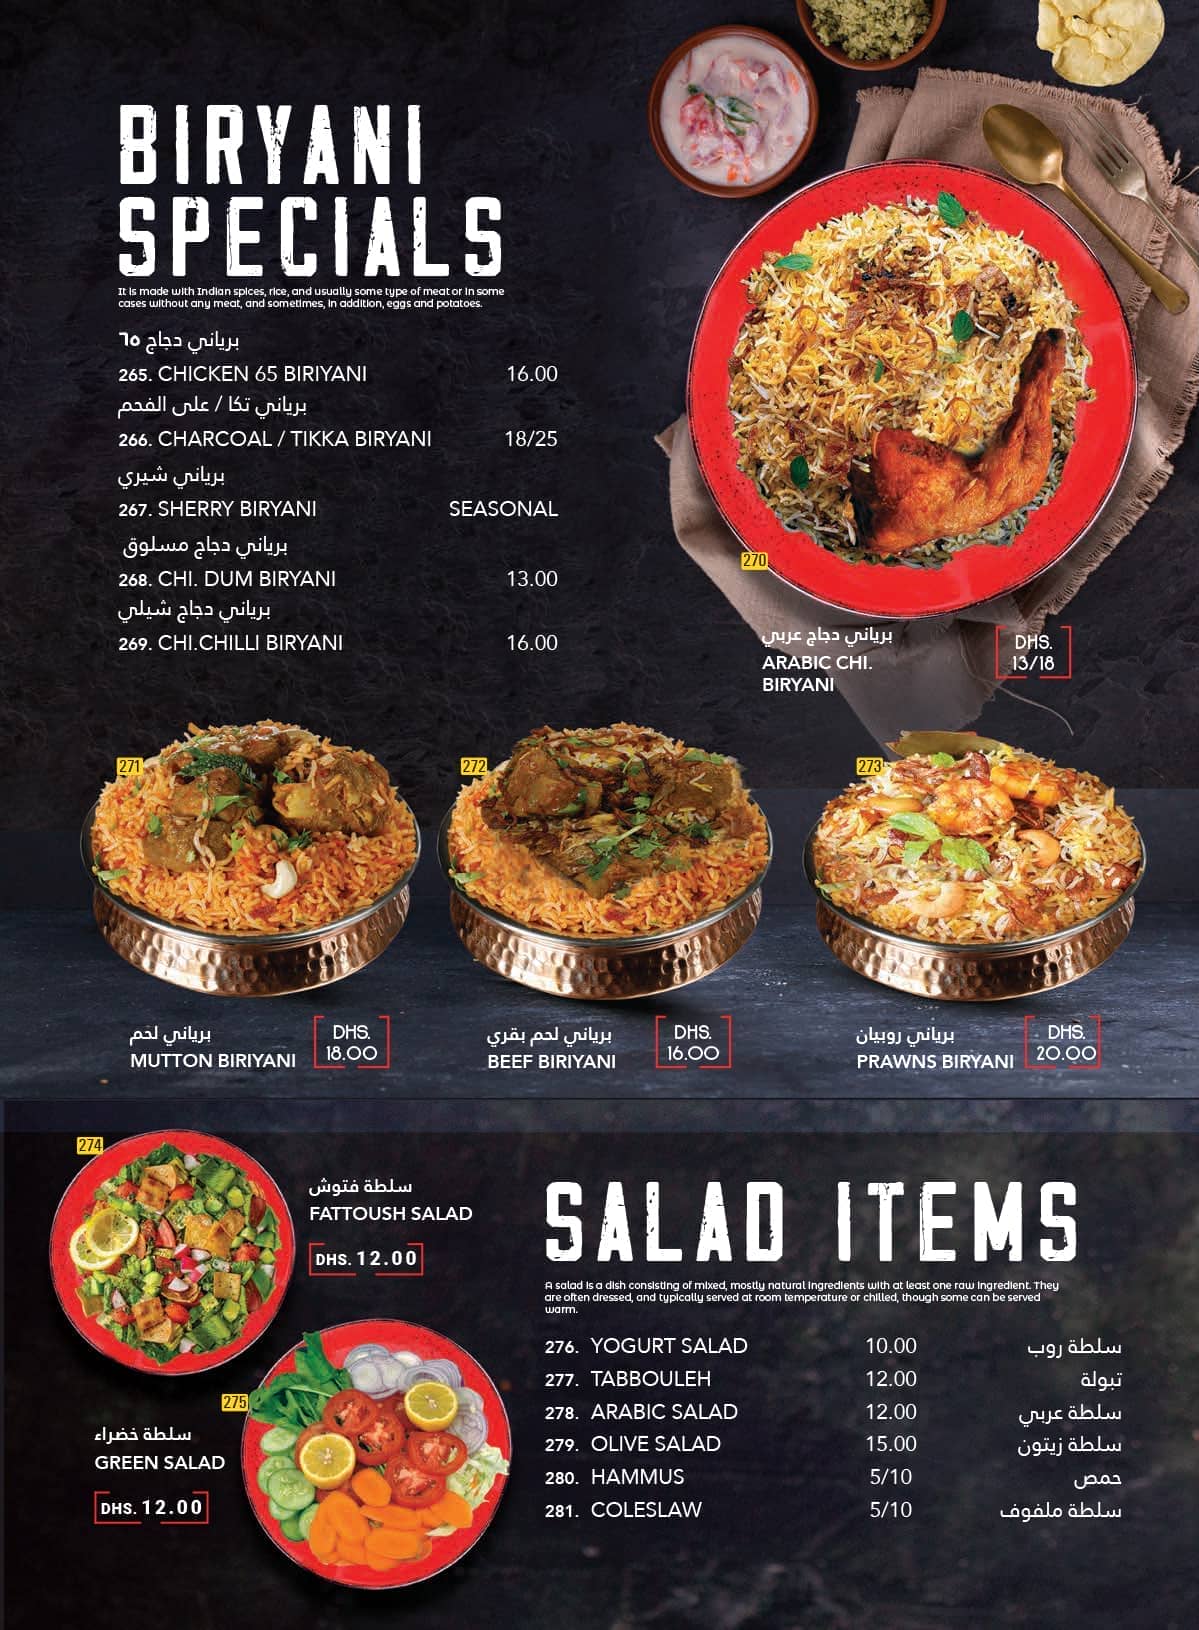 BIRYANI
SPECIALS
It is made with Indian spices, rice, and usually some type of meat or in some
cases without any meat, and sometimes, in addition, eggs and potatoes.
برياني دجاج ٦٥
265. CHICKEN 65 BIRIYANI 16.00
برياني تكا / على الفحم
266. CHARCOAL / TIKKA BIRYANI 18/25
برياني شيري
267. SHERRY BIRYANI SEASONAL
برياني دجاج مسلوق
268. CHI. DUM BIRYANI 13.00
برياني دجاج شيلي
269. CHI.CHILLI BIRYANI 16.00
270
برياني دجاج عربي
ARABIC CHI.
BIRYANI
DHS.
13/18
271
برياني لحم
MUTTON BIRIYANI
DHS.
18.00
272
برياني لحم بقري
BEEF BIRIYANI
DHS.
16.00
273
برياني روبيان
PRAWNS BIRYANI
DHS.
20.00
274
سلطة فتوش
FATTOUSH SALAD
DHS. 12.00
275
سلطة خضراء
GREEN SALAD
DHS. 12.00
SALAD ITEMS
A salad is a dish consisting of mixed, mostly natural ingredients with at least one raw ingredient. They
are often dressed, and typically served at room temperature or chilled, though some can be served
warm.
276. YOGURT SALAD 10.00 سلطة روب
277. TABBOULEH 12.00 تبولة
278. ARABIC SALAD 12.00 سلطة عربي
279. OLIVE SALAD 15.00 سلطة زيتون
280. HAMMUS 5/10 حمص
281. COLESLAW 5/10 سلطة ملفوف